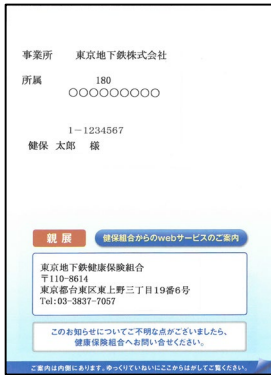 事業所　東京地下鉄株式会社
所属　180
○○○○○○○○○
1－1234567
健保 太郎 様
親展　健保組合からのwebサービスのご案内
東京地下鉄健康保険組合
〒110-8614
東京都台東区東上野三丁目19番6号
Tel:03-3837-7057
このお知らせについてご不明な点がございましたら、
健康保険組合へお問い合せください。
ご案内は内側にあります。ゆっくりていねいにここからはがしてご覧ください。